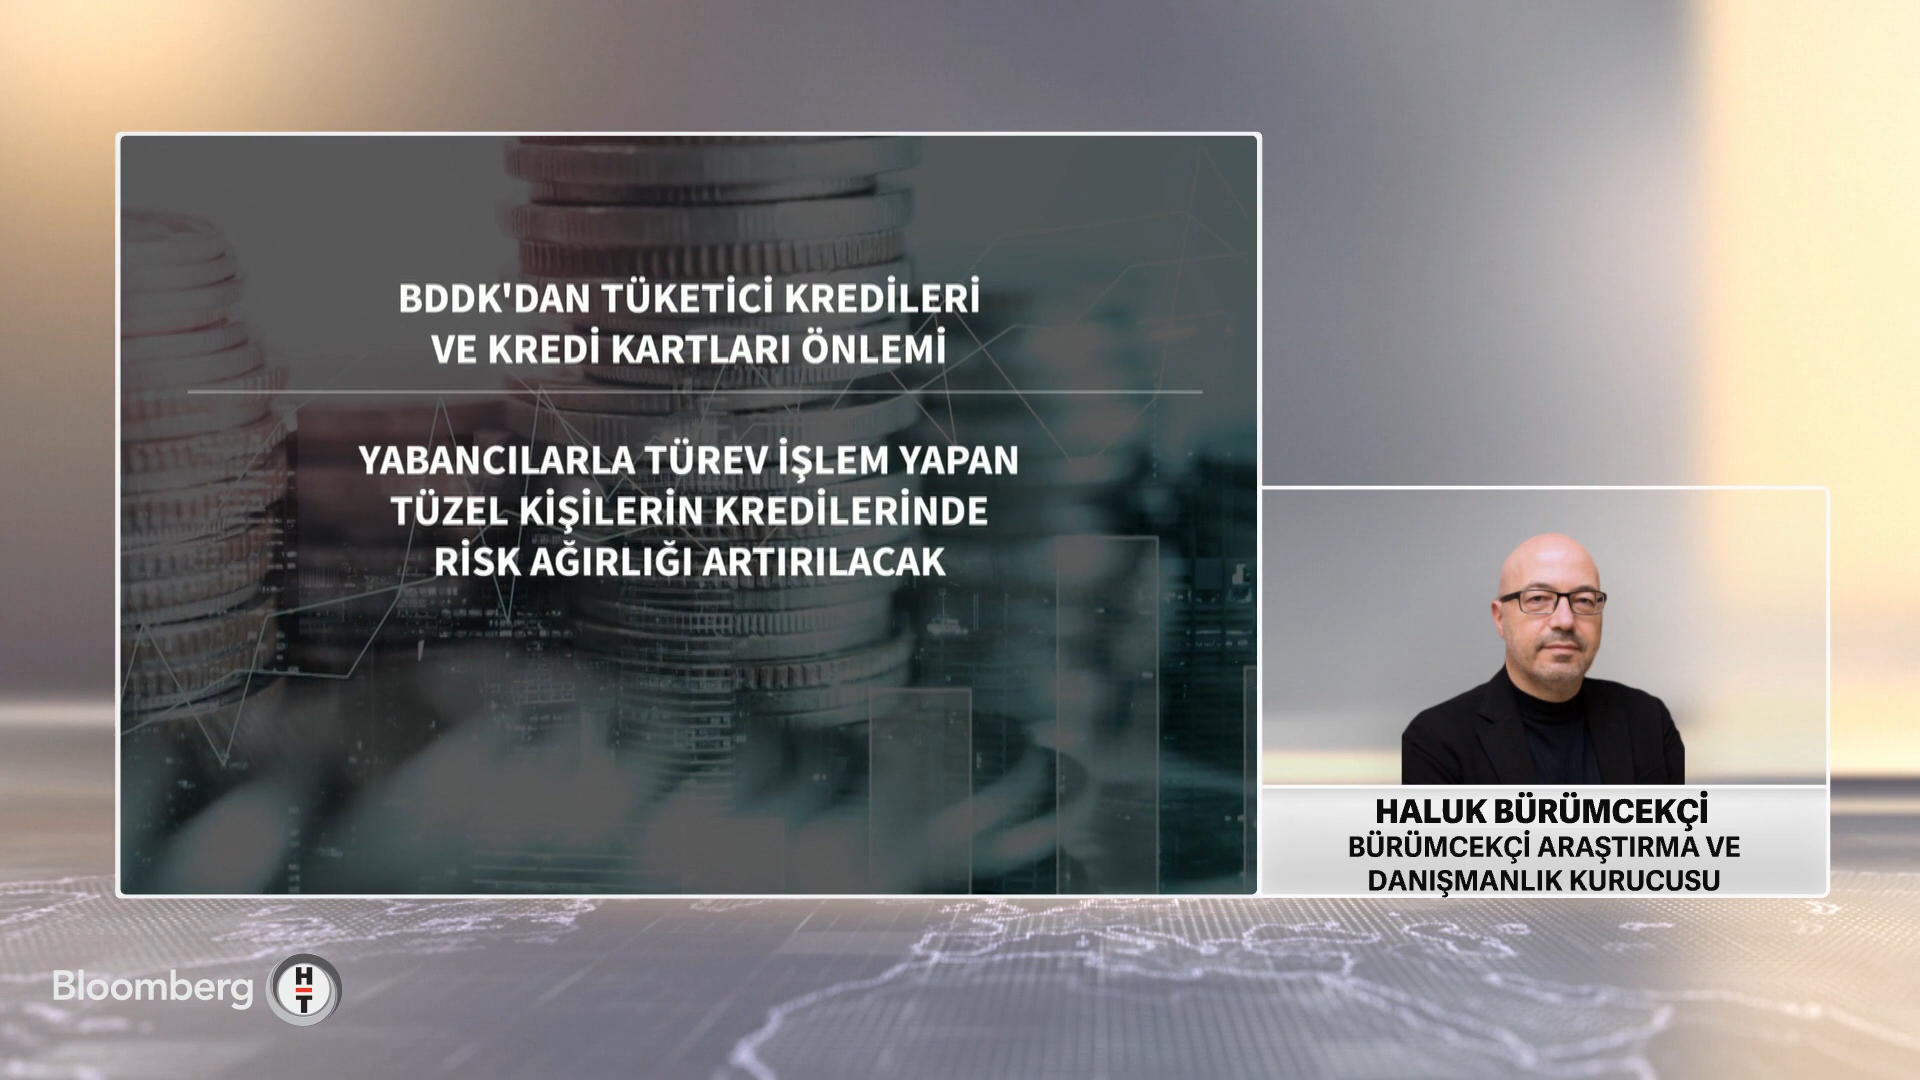 BDDK'DAN TÜKETİCİ KREDİLERİ
VE KREDİ KARTLARI ÖNLEMİ
YABANCILARLA TÜREV İŞLEM YAPAN
TÜZEL KİŞİLERİN KREDİLERİNDE
RİSK AĞIRLIĞI ARTIRILACAK
HALUK BÜRÜMCEKÇİ
BÜRÜMCEKÇİ ARAŞTIRMA VE
DANIŞMANLIK KURUCUSU
Bloomberg HT